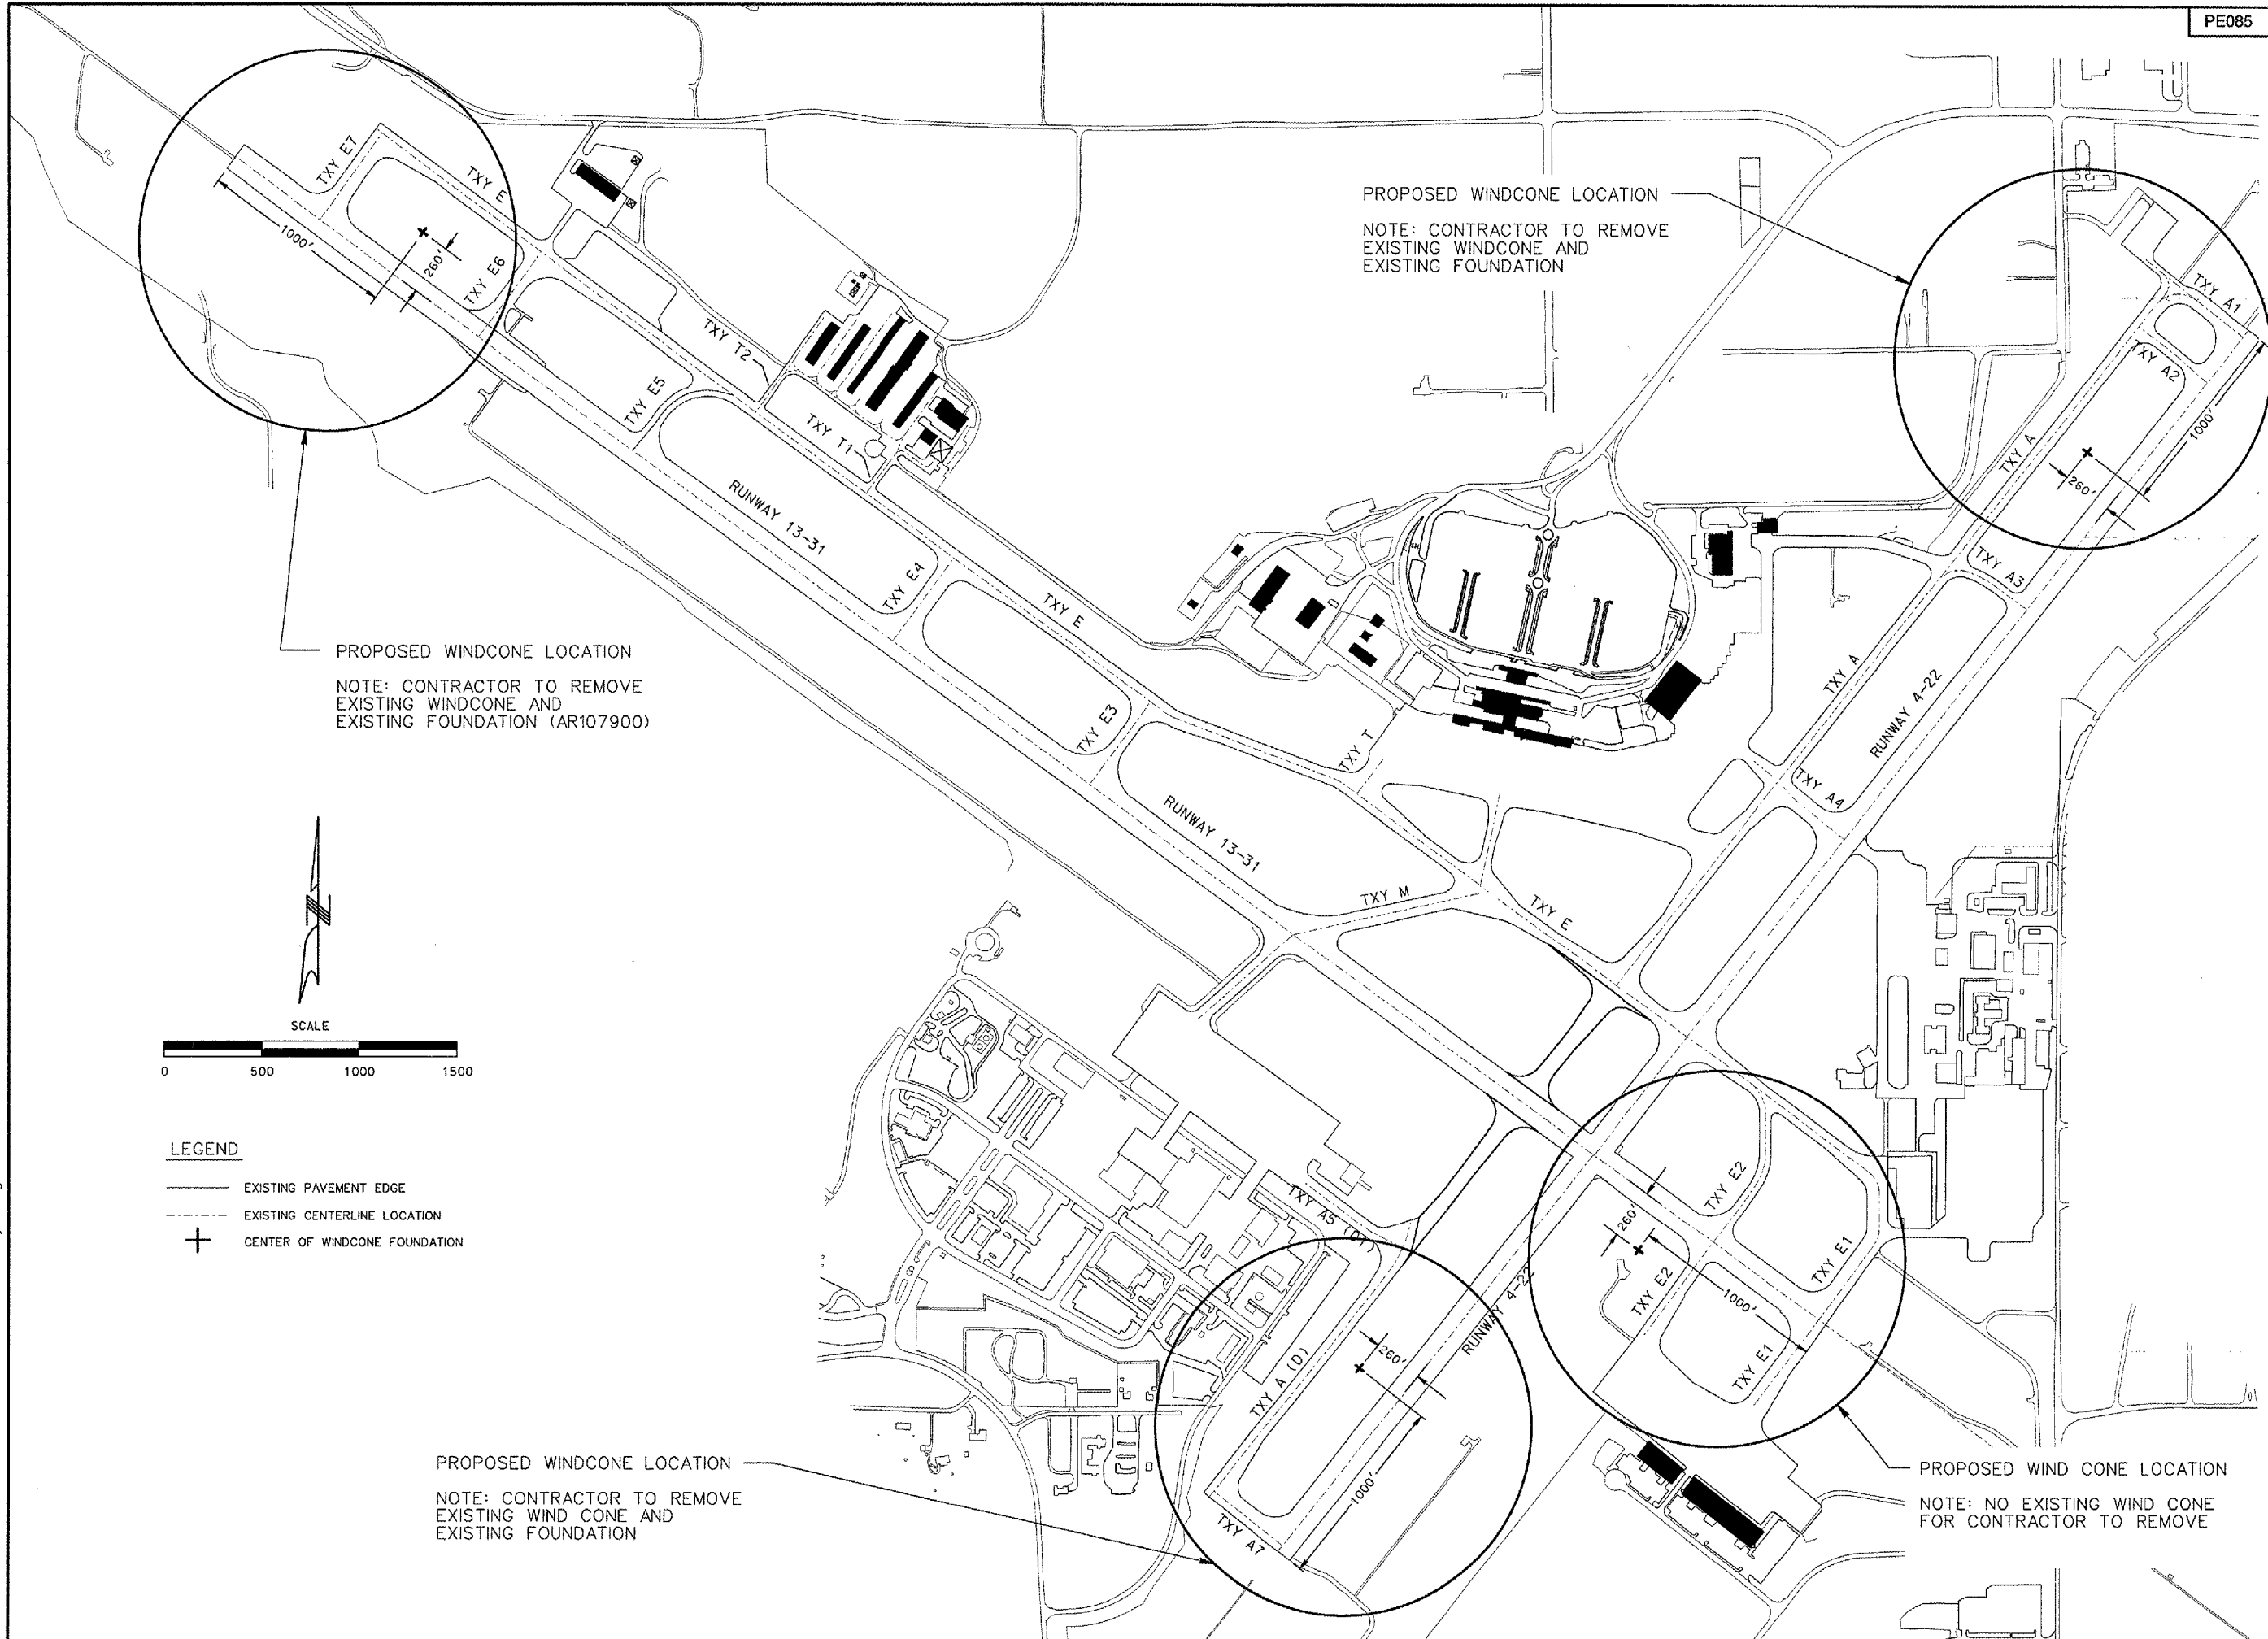 PE085
PROPOSED WINDCONE LOCATION
NOTE: CONTRACTOR TO REMOVE
EXISTING WINDCONE AND
EXISTING FOUNDATION
TXY E7
TXY E
1000'
260'
TXY E6
TXY T2
TXY E5
TXY T1
RUNWAY 13-31
TXY E4
TXY E
TXY E3
TXY T
RUNWAY 13-31
TXY M
TXY E
TXY A1
TXY A2
1000'
TXY A
260'
TXY A3
TXY A
RUNWAY 4-22
TXY A4
PROPOSED WINDCONE LOCATION
NOTE: CONTRACTOR TO REMOVE
EXISTING WINDCONE AND
EXISTING FOUNDATION (AR107900)
N
SCALE
0 500 1000 1500
LEGEND
EXISTING PAVEMENT EDGE
EXISTING CENTERLINE LOCATION
CENTER OF WINDCONE FOUNDATION
TXY A5 (D1)
TXY E2
260'
TXY E2
TXY E1
1000'
TXY E1
RUNWAY 4-22
260'
TXY A (D)
1000'
TXY A7
PROPOSED WINDCONE LOCATION
NOTE: CONTRACTOR TO REMOVE
EXISTING WIND CONE AND
EXISTING FOUNDATION
PROPOSED WIND CONE LOCATION
NOTE: NO EXISTING WIND CONE
FOR CONTRACTOR TO REMOVE